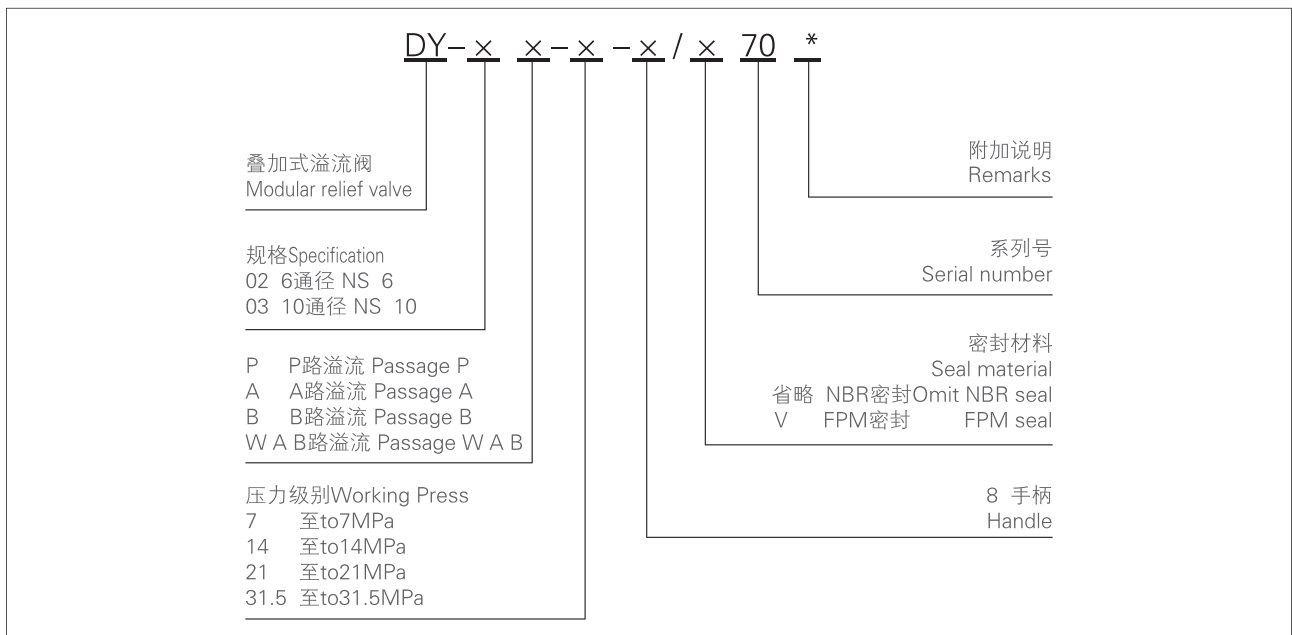 DY-× ×-×-×/×70 *
叠加式溢流阀
Modular relief valve
规格Specification
02 6通径 NS 6
03 10通径 NS 10
P P路溢流 Passage P
A A路溢流 Passage A
B B路溢流 Passage B
W A B路溢流 Passage W A B
压力级别Working Press
7 至to7MPa
14 至to14MPa
21 至to21MPa
31.5 至to31.5MPa
附加说明
Remarks
系列号
Serial number
密封材料
Seal material
省略 NBR密封Omit NBR seal
V FPM密封 FPM seal
8 手柄
Handle